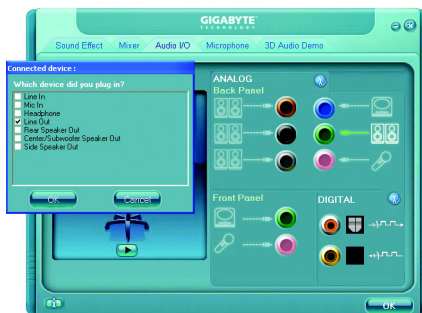 GIGABYTE
TECHNOLOGY
Sound Effect Mixer Audio I/O Microphone 3D Audio Demo
Connected device :
Which device did you plug in?
Line In
Mic In
Headphone
Line Out
Rear Speaker Out
Center/Subwoofer Speaker Out
Side Speaker Out
OK Cancel
ANALOG
Back Panel
Front Panel
DIGITAL
OK